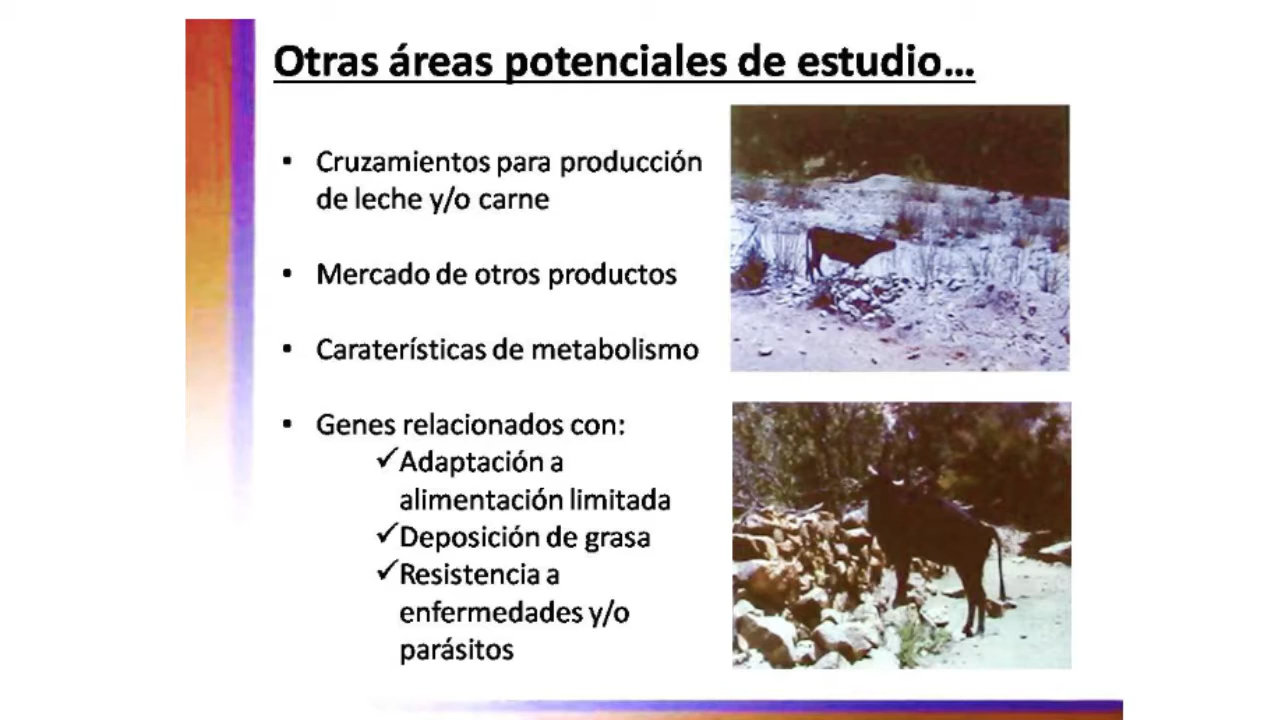 Otras áreas potenciales de estudio...
• Cruzamientos para producción
de leche y/o carne
• Mercado de otros productos
• Caraterísticas de metabolismo
• Genes relacionados con:
✓Adaptación a
alimentación limitada
✓Deposición de grasa
✓Resistencia a
enfermedades y/o
parásitos